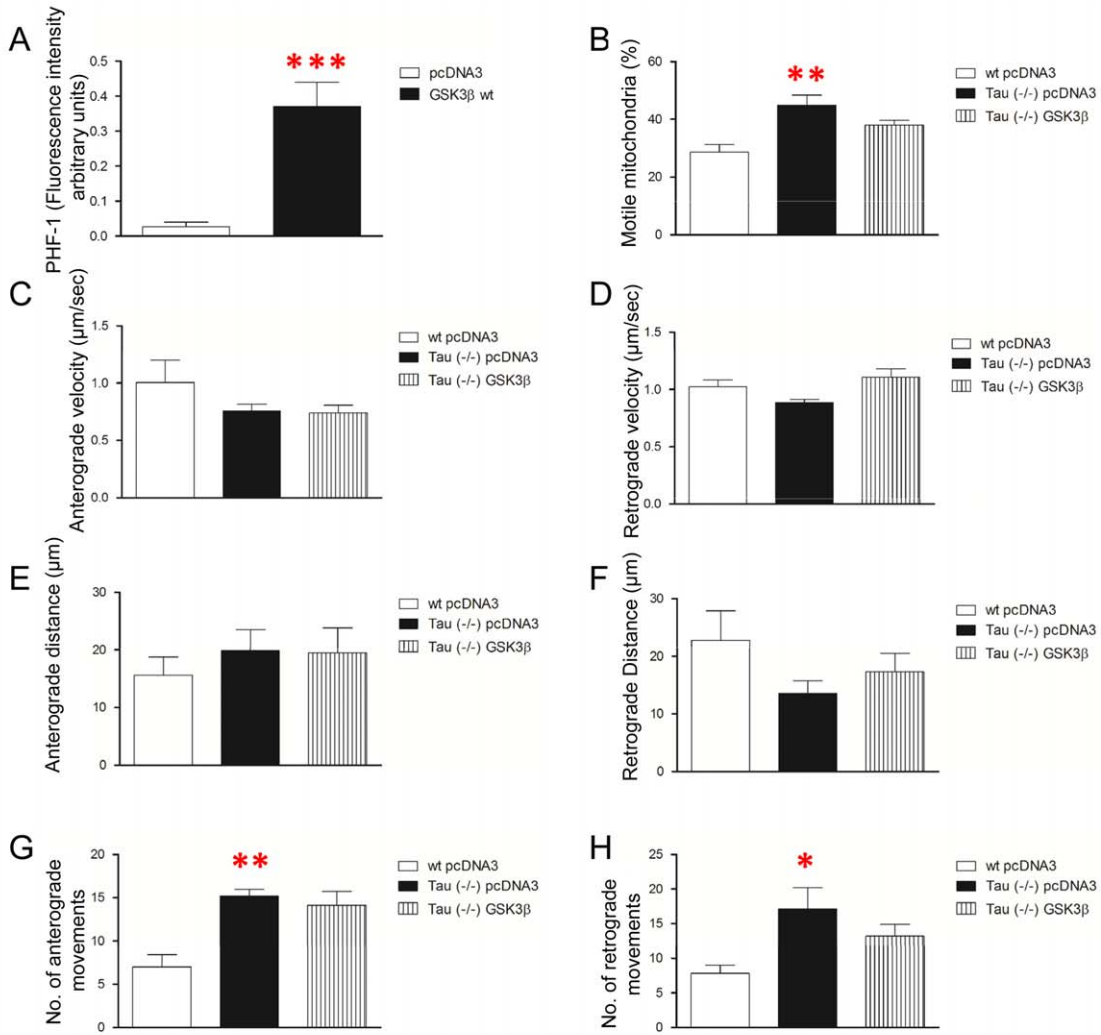 A
PHF-1 (Fluorescence intensity
arbitrary units)
0.5
0.4
0.3
0.2
0.1
0.0
***
pcDNA3
GSK3β wt
B
Motile mitochondria (%)
60
40
20
0
**
wt pcDNA3
Tau (-/-) pcDNA3
Tau (-/-) GSK3β
C
Anterograde velocity (µm/sec)
1.5
1.0
0.5
0.0
wt pcDNA3
Tau (-/-) pcDNA3
Tau (-/-) GSK3β
D
Retrograde velocity (µm/sec)
1.5
1.0
0.5
0.0
wt pcDNA3
Tau (-/-) pcDNA3
Tau (-/-) GSK3β
E
Anterograde distance (µm)
30
20
10
0
wt pcDNA3
Tau (-/-) pcDNA3
Tau (-/-) GSK3β
F
Retrograde Distance (µm)
30
20
10
0
wt pcDNA3
Tau (-/-) pcDNA3
Tau (-/-) GSK3β
G
No. of anterograde
movements
20
15
10
5
0
**
wt pcDNA3
Tau (-/-) pcDNA3
Tau (-/-) GSK3β
H
No. of retrograde
movements
25
20
15
10
5
0
*
wt pcDNA3
Tau (-/-) pcDNA3
Tau (-/-) GSK3β